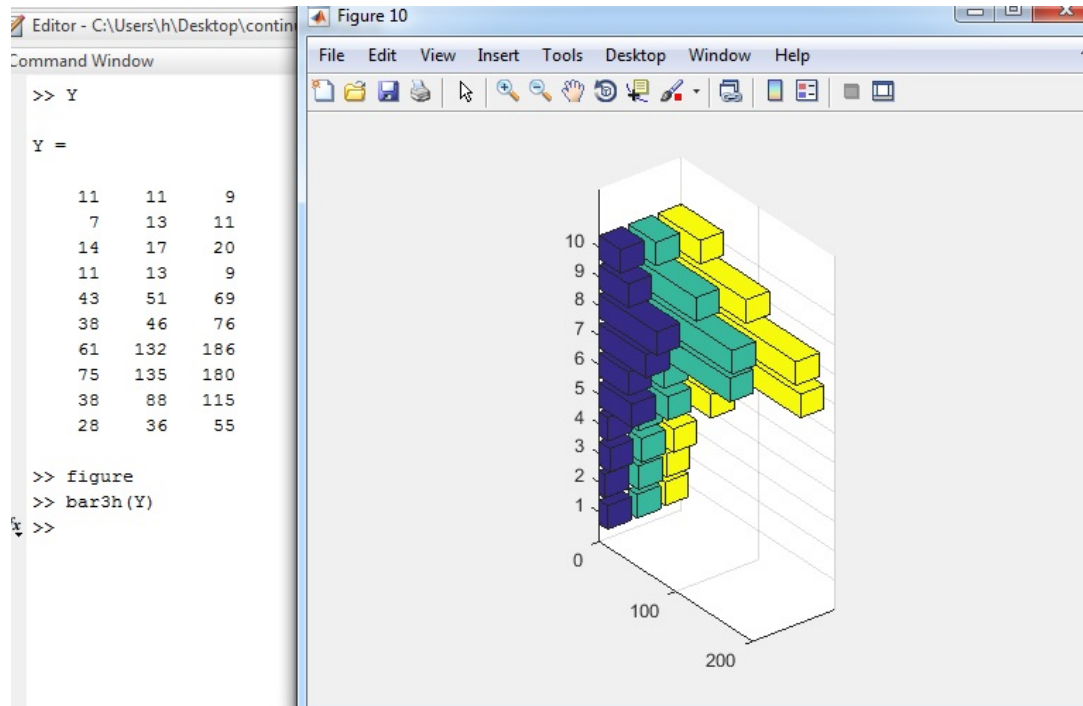 Editor - C:\Users\h\Desktop\contin
Command Window
>> Y
Y =
11 11 9
7 13 11
14 17 20
11 13 9
43 51 69
38 46 76
61 132 186
75 135 180
38 88 115
28 36 55
>> figure
>> bar3h(Y)
fx >>
Figure 10
File Edit View Insert Tools Desktop Window Help
10
9
8
7
6
5
4
3
2
1
0
100
200